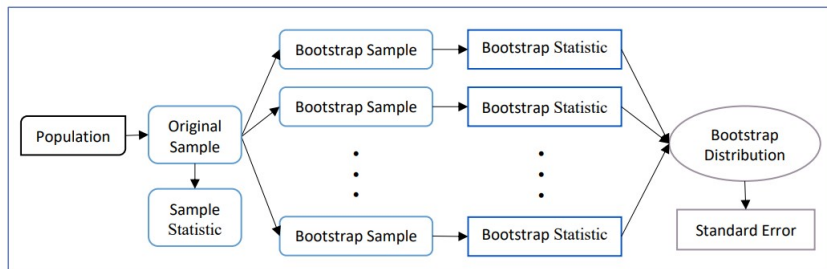 Bootstrap Sample
Bootstrap Statistic
Bootstrap Sample
Bootstrap Statistic
Population
Original
Sample
Bootstrap
Distribution
Sample
Statistic
Bootstrap Sample
Bootstrap Statistic
Standard Error